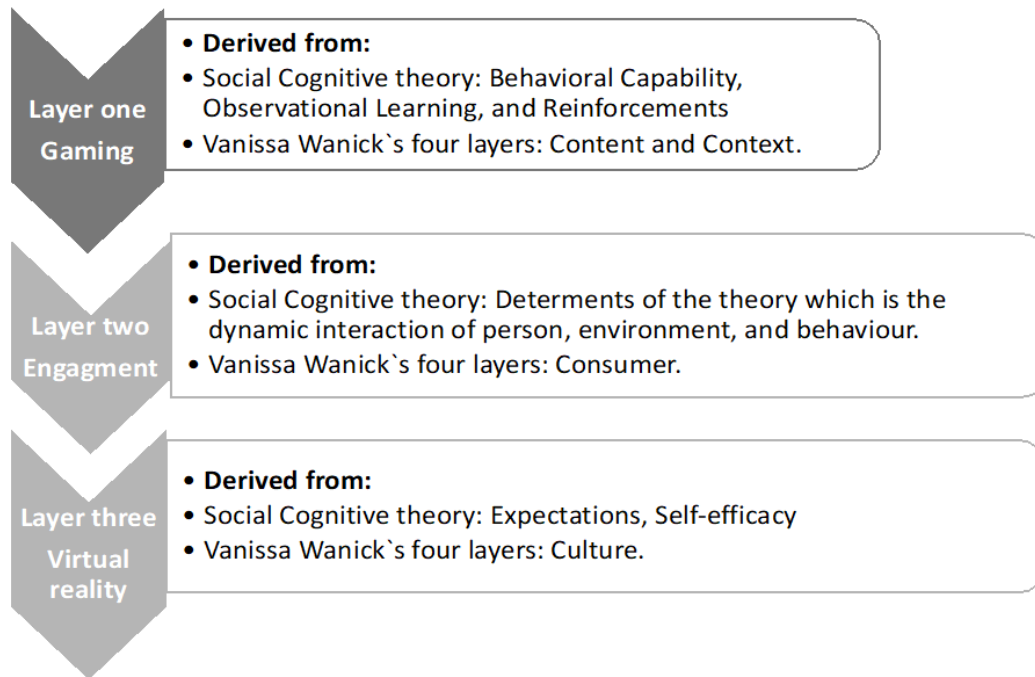 Layer one
Gaming
• Derived from:
• Social Cognitive theory: Behavioral Capability,
Observational Learning, and Reinforcements
• Vanissa Wanick`s four layers: Content and Context.
Layer two
Engagment
• Derived from:
• Social Cognitive theory: Determents of the theory which is the
dynamic interaction of person, environment, and behaviour.
• Vanissa Wanick`s four layers: Consumer.
Layer three
Virtual
reality
• Derived from:
• Social Cognitive theory: Expectations, Self-efficacy
• Vanissa Wanick`s four layers: Culture.